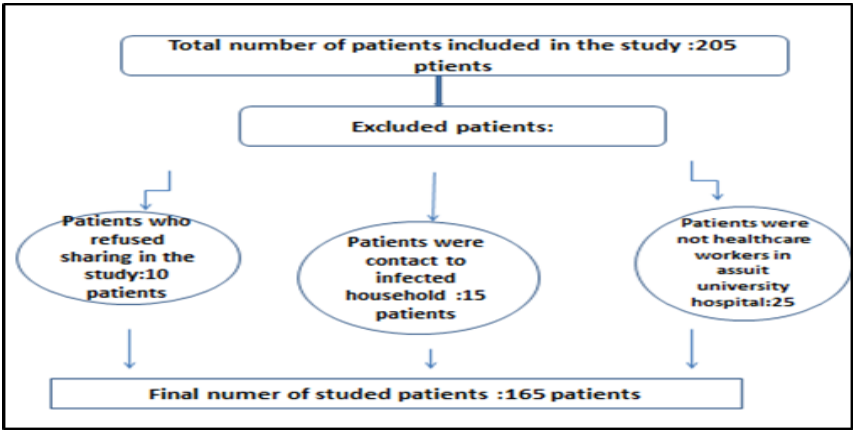 Total number of patients included in the study :205
ptients
Excluded patients:
Patients who
refused
sharing in the
study:10
patients
Patients were
contact to
infected
household :15
patients
Patients were
not healthcare
workers in
assuit
university
hospital:25
Final numer of studed patients :165 patients